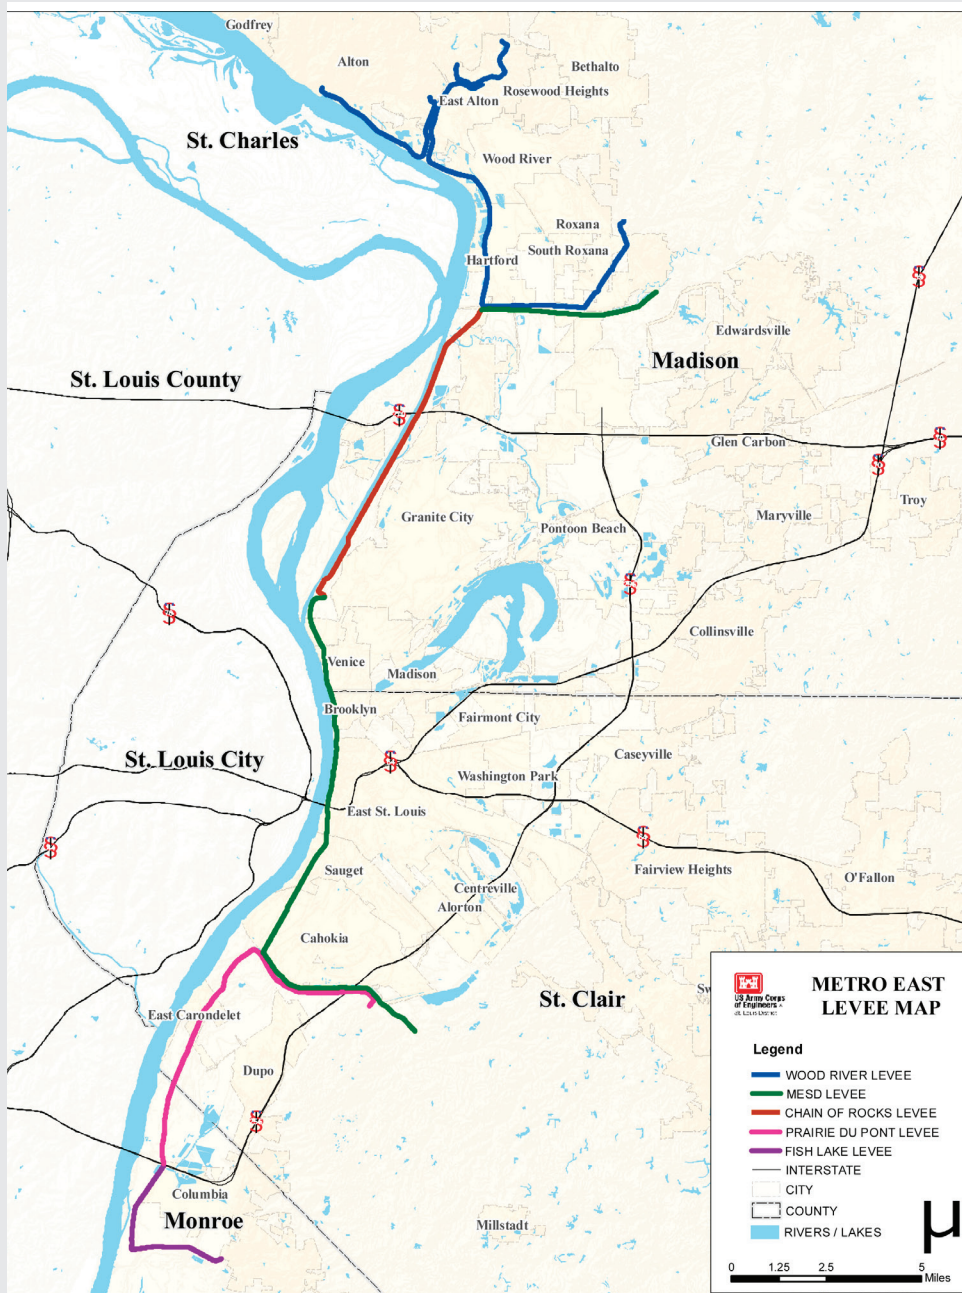 Godfrey
Alton
Bethalto
Rosewood Heights
East Alton
St. Charles
Wood River
Roxana
South Roxana
Hartford
Edwardsville
Madison
St. Louis County
Glen Carbon
Troy
Maryville
Granite City
Pontoon Beach
Collinsville
Venice
Madison
Brooklyn
Fairmont City
Caseyville
St. Louis City
Washington Park
East St. Louis
Sauget
Fairview Heights
O'Fallon
Centreville
Alorton
Cahokia
St. Clair
Sw
East Carondelet
Dupo
Columbia
Monroe
Millstadt
US Army Corps
of Engineers
St. Louis District
METRO EAST
LEVEE MAP
Legend
WOOD RIVER LEVEE
MESD LEVEE
CHAIN OF ROCKS LEVEE
PRAIRIE DU PONT LEVEE
FISH LAKE LEVEE
INTERSTATE
CITY
COUNTY
RIVERS / LAKES
µ
0 1.25 2.5 5
Miles